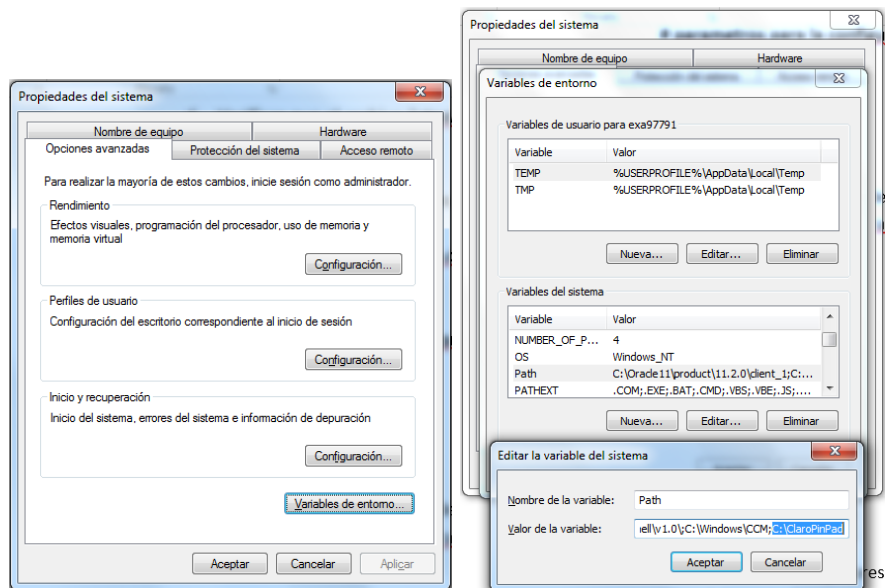 Propiedades del sistema
Nombre de equipo
Hardware
Opciones avanzadas
Protección del sistema
Acceso remoto
Para realizar la mayoría de estos cambios, inicie sesión como administrador.
Rendimiento
Efectos visuales, programación del procesador, uso de memoria y
memoria virtual
Configuración...
Perfiles de usuario
Configuración del escritorio correspondiente al inicio de sesión
Configuración...
Inicio y recuperación
Inicio del sistema, errores del sistema e información de depuración
Configuración...
Variables de entorno...
Aceptar
Cancelar
Aplicar
Propiedades del sistema
Nombre de equipo
Hardware
Variables de entorno
Variables de usuario para exa97791
Variable Valor
TEMP %USERPROFILE%\AppData\Local\Temp
TMP %USERPROFILE%\AppData\Local\Temp
Nueva...
Editar...
Eliminar
Variables del sistema
Variable Valor
NUMBER_OF_P... 4
OS Windows_NT
Path C:\Oracle11\product\11.2.0\client_1;C:...
PATHEXT .COM;.EXE;.BAT;.CMD;.VBS;.VBE;.JS;....
Nueva...
Editar...
Eliminar
Editar la variable del sistema
Nombre de la variable: Path
Valor de la variable: ell\v1.0\;C:\Windows\CCM;C:\ClaroPinPad
Aceptar
Cancelar
res